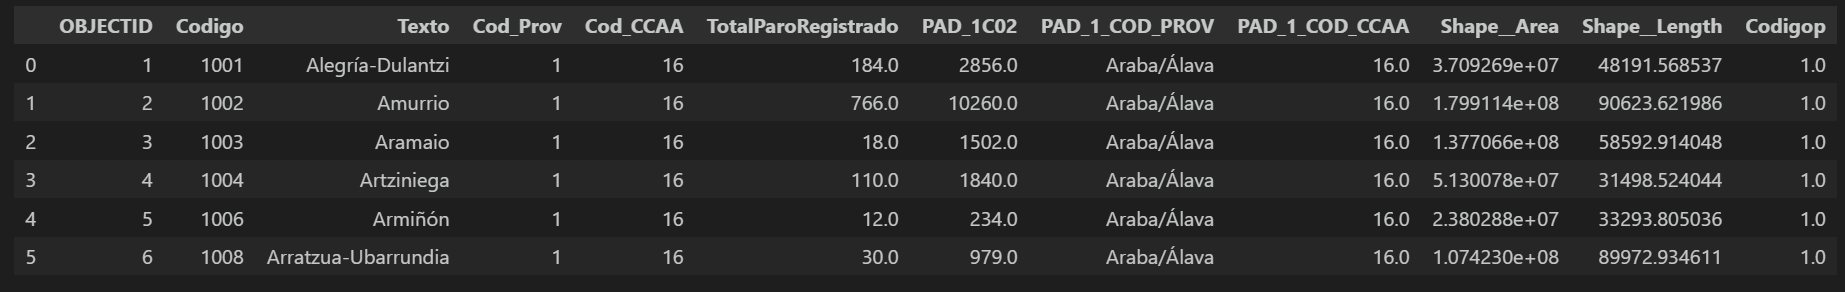 OBJECTID Codigo Texto Cod_Prov Cod_CCAA TotalParoRegistrado PAD_1C02 PAD_1_COD_PROV PAD_1_COD_CCAA Shape__Area Shape__Length Codigop
0 1 1001 Alegría-Dulantzi 1 16 184.0 2856.0 Araba/Álava 16.0 3.709269e+07 48191.568537 1.0
1 2 1002 Amurrio 1 16 766.0 10260.0 Araba/Álava 16.0 1.799114e+08 90623.621986 1.0
2 3 1003 Aramaio 1 16 18.0 1502.0 Araba/Álava 16.0 1.377066e+08 58592.914048 1.0
3 4 1004 Artziniega 1 16 110.0 1840.0 Araba/Álava 16.0 5.130078e+07 31498.524044 1.0
4 5 1006 Armiñón 1 16 12.0 234.0 Araba/Álava 16.0 2.380288e+07 33293.805036 1.0
5 6 1008 Arratzua-Ubarrundia 1 16 30.0 979.0 Araba/Álava 16.0 1.074230e+08 89972.934611 1.0